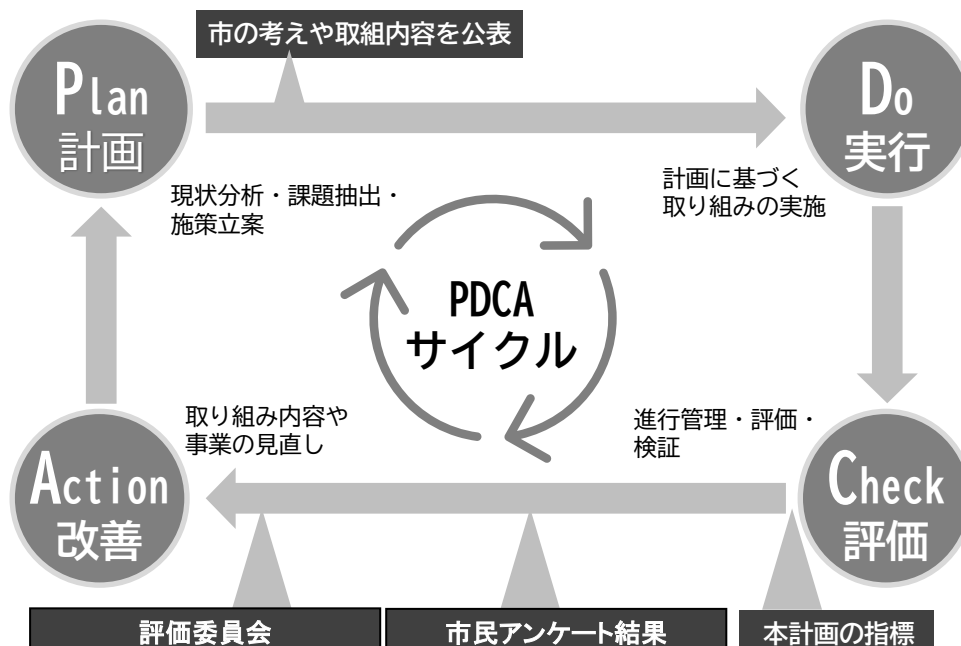 市の考えや取組内容を公表
Plan
計画
Do
実行
現状分析・課題抽出・
施策立案
計画に基づく
取り組みの実施
PDCA
サイクル
取り組み内容や
事業の見直し
進行管理・評価・
検証
Action
改善
Check
評価
評価委員会
市民アンケート結果
本計画の指標